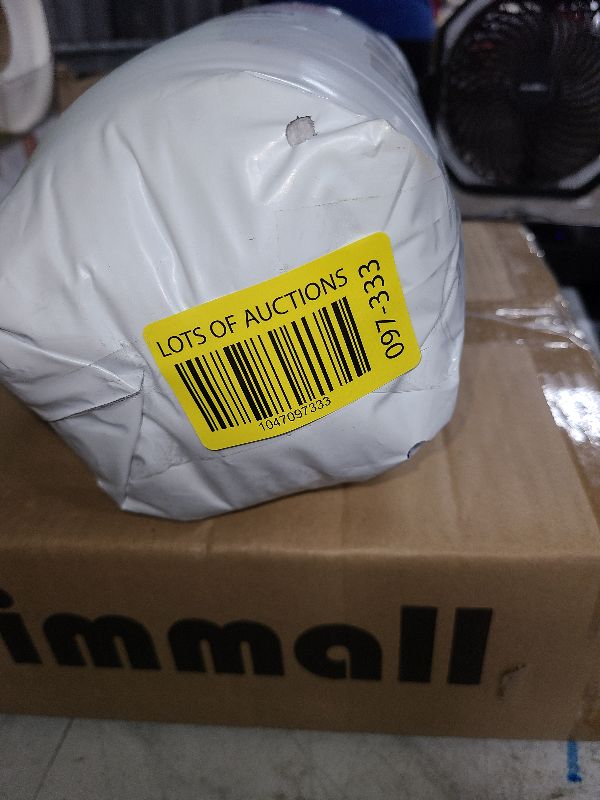 LOTS OF AUCTIONS
097-333
1047097333
immall